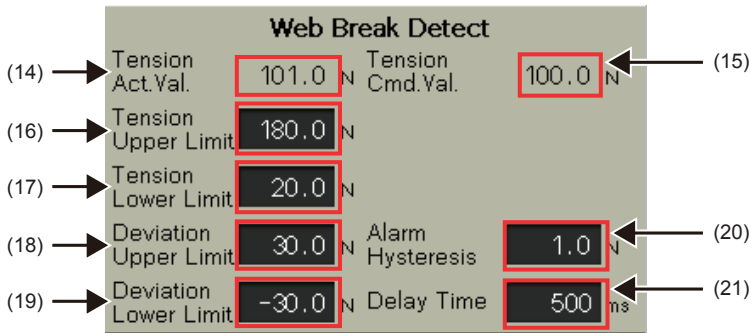 Web Break Detect
(14) Tension Act.Val. 101.0 N Tension Cmd.Val. 100.0 N (15)
(16) Tension Upper Limit 180.0 N
(17) Tension Lower Limit 20.0 N
(18) Deviation Upper Limit 30.0 N Alarm Hysteresis 1.0 N (20)
(19) Deviation Lower Limit -30.0 N Delay Time 500 ms (21)